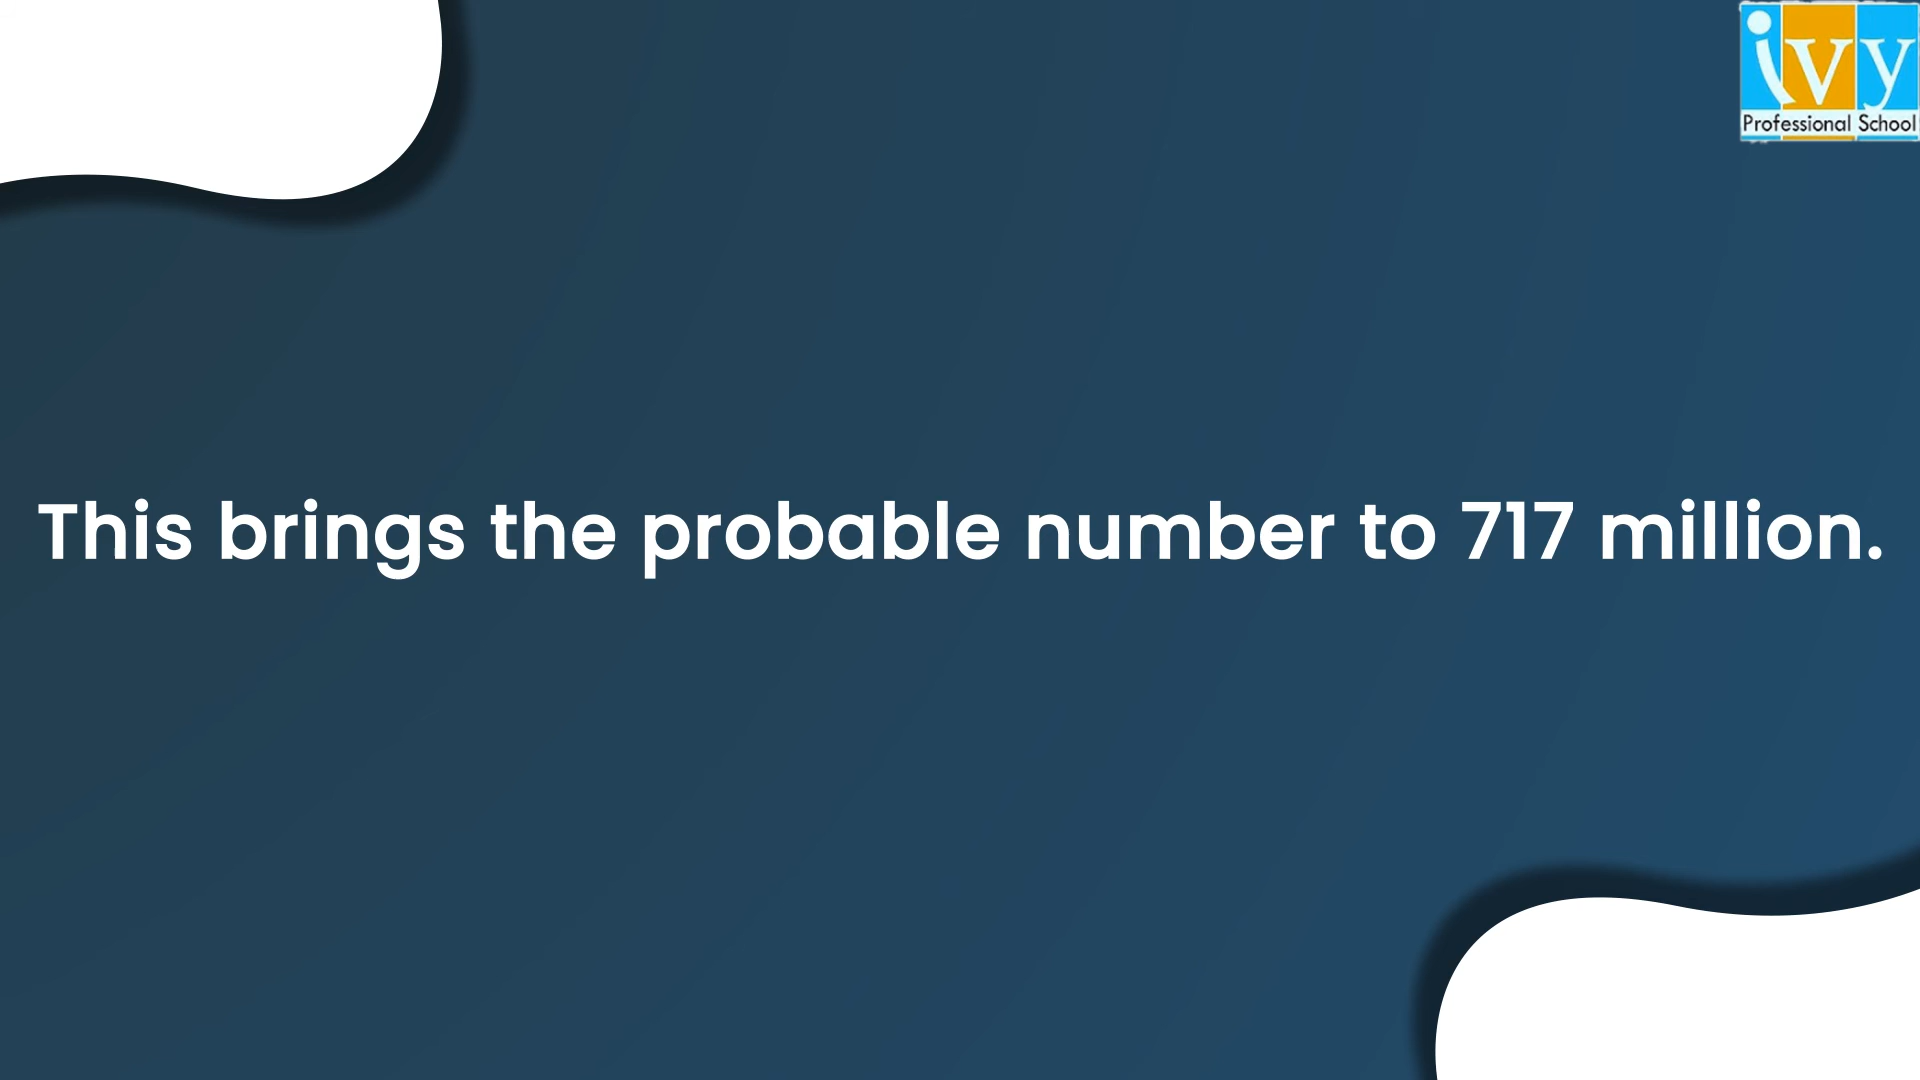 ivy
Professional School
This brings the probable number to 717 million.